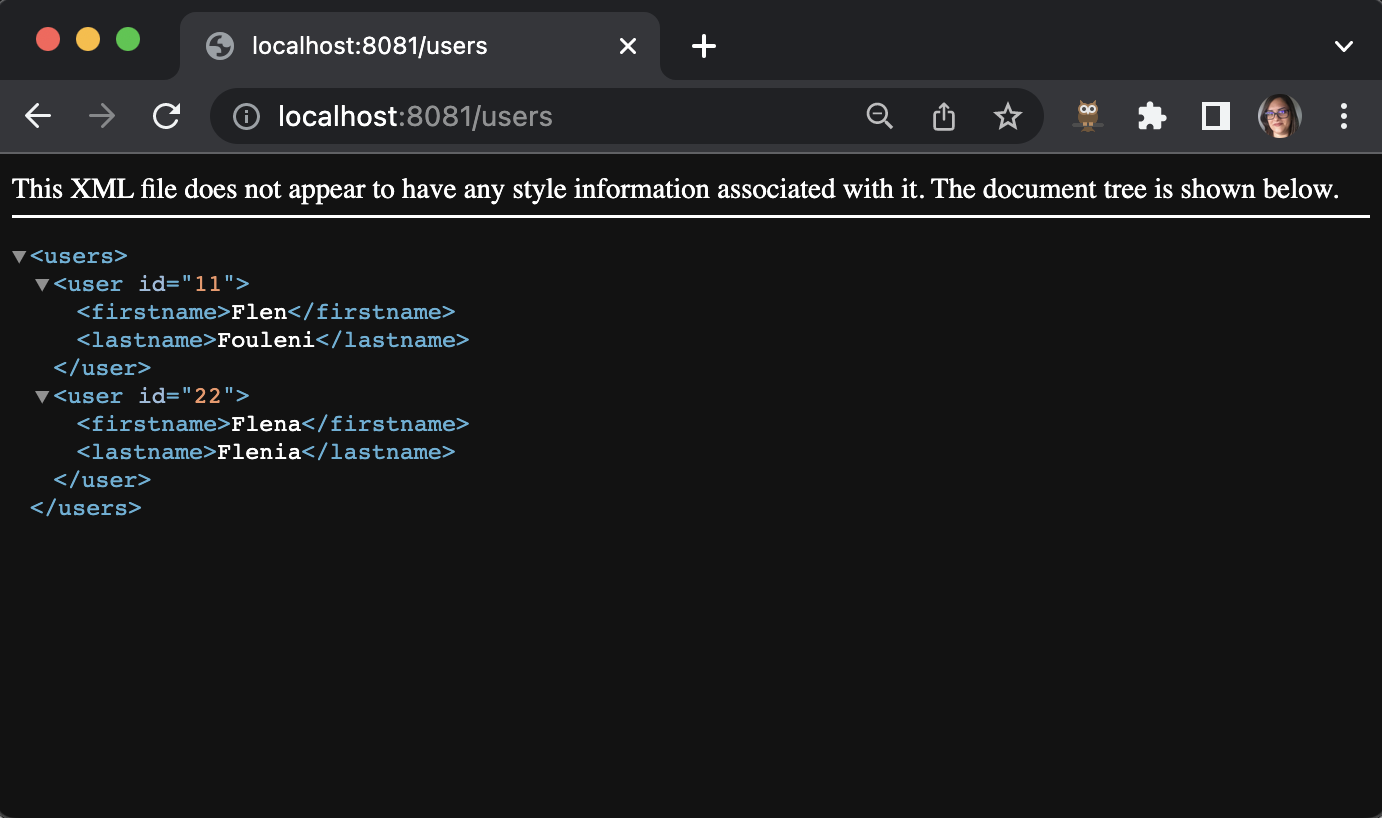 localhost:8081/users
localhost:8081/users
This XML file does not appear to have any style information associated with it. The document tree is shown below.
<users>
<user id="11">
<firstname>Flen</firstname>
<lastname>Fouleni</lastname>
</user>
<user id="22">
<firstname>Flena</firstname>
<lastname>Flenia</lastname>
</user>
</users>